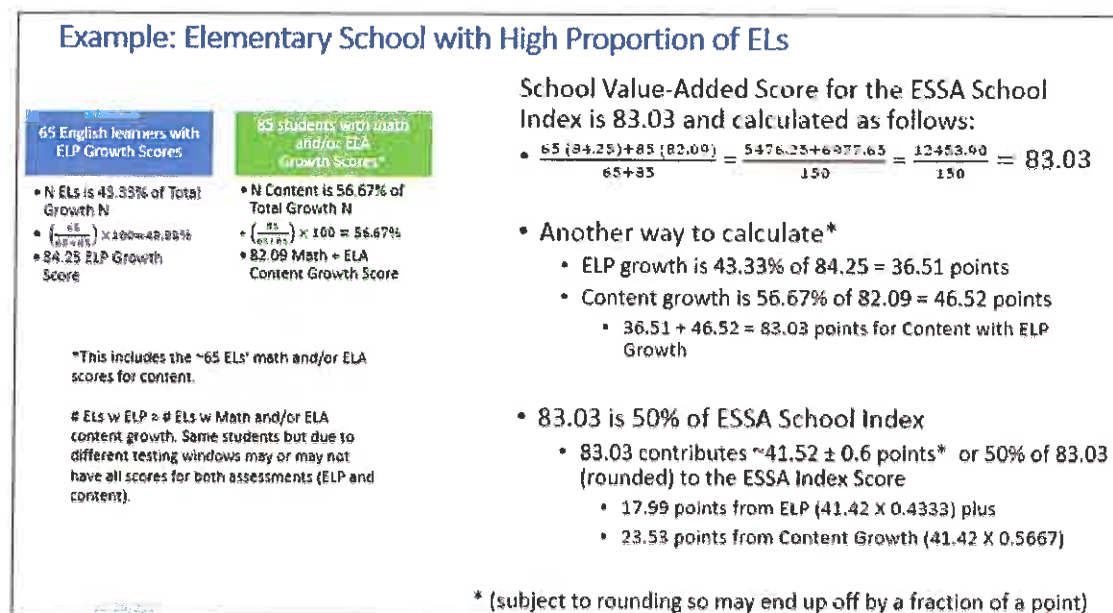 Example: Elementary School with High Proportion of ELs
65 English learners with
ELP Growth Scores
• N ELs is 43.33% of Total
Growth N
• (65/65+85) ×100=43.33%
• 84.25 ELP Growth
Score
85 students with math
and/or ELA
Growth Scores*
• N Content is 56.67% of
Total Growth N
• (85/65+85) × 100 = 56.67%
• 82.09 Math + ELA
Content Growth Score
*This includes the ~65 ELs' math and/or ELA
scores for content.
# ELs w ELP ≥ # ELs w Math and/or ELA
content growth. Same students but due to
different testing windows may or may not
have all scores for both assessments (ELP and
content).
School Value-Added Score for the ESSA School
Index is 83.03 and calculated as follows:
• 65 (84.25)+85 (82.09)/65+85 = 5476.25+6977.65/150 = 12453.90/150 = 83.03
• Another way to calculate*
• ELP growth is 43.33% of 84.25 = 36.51 points
• Content growth is 56.67% of 82.09 = 46.52 points
• 36.51 + 46.52 = 83.03 points for Content with ELP
Growth
• 83.03 is 50% of ESSA School Index
• 83.03 contributes ~41.52 ± 0.6 points* or 50% of 83.03
(rounded) to the ESSA Index Score
• 17.99 points from ELP (41.42 X 0.4333) plus
• 23.53 points from Content Growth (41.42 X 0.5667)
* (subject to rounding so may end up off by a fraction of a point)